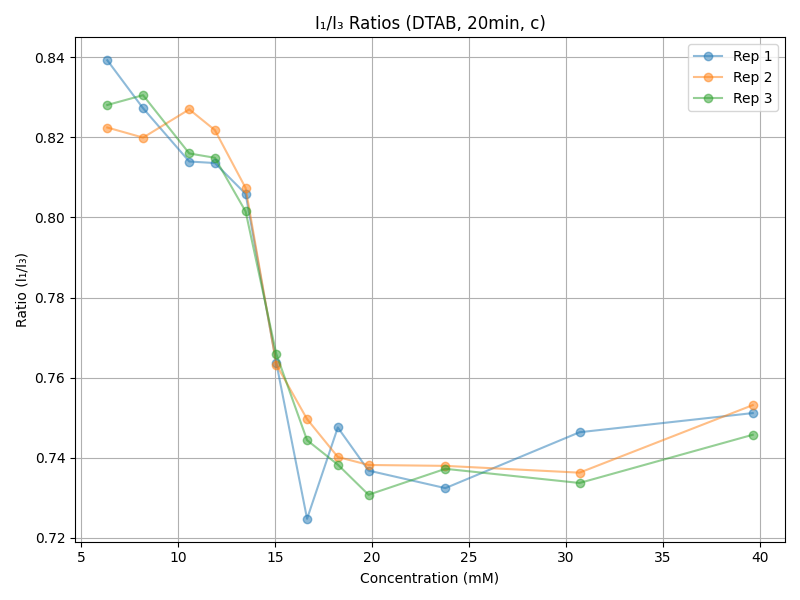 I₁/I₃ Ratios (DTAB, 20min, c)
Rep 1
Rep 2
Rep 3
Ratio (I₁/I₃)
0.84
0.82
0.80
0.78
0.76
0.74
0.72
5 10 15 20 25 30 35 40
Concentration (mM)